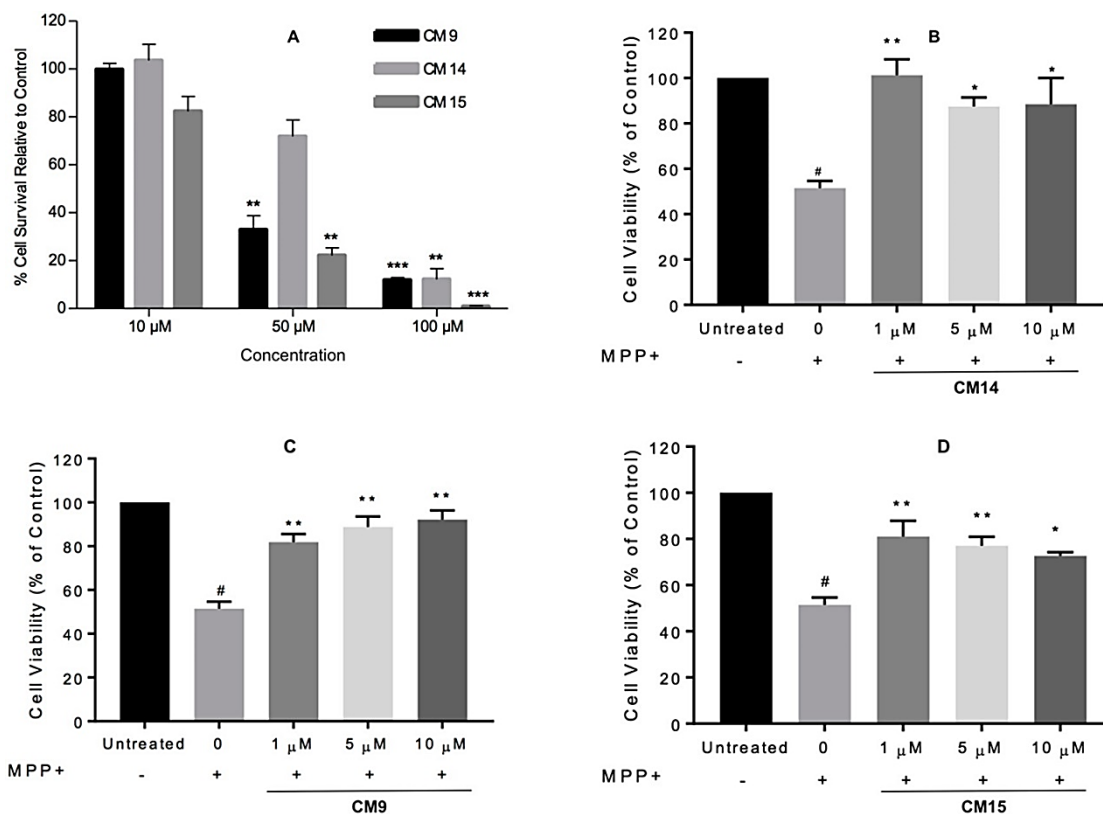 A
% Cell Survival Relative to Control
120
100
80
60
40
20
0
CM9
CM14
CM15
**
**
***
**
***
10 µM 50 µM 100 µM
Concentration
B
Cell Viability (% of Control)
120
100
80
60
40
20
0
#
**
*
*
Untreated 0 1 µM 5 µM 10 µM
MPP+ - + + + +
CM14
C
Cell Viability (% of Control)
120
100
80
60
40
20
0
#
**
**
**
Untreated 0 1 µM 5 µM 10 µM
MPP+ - + + + +
CM9
D
Cell Viability (% of Control)
120
100
80
60
40
20
0
#
**
**
*
Untreated 0 1 µM 5 µM 10 µM
MPP+ - + + + +
CM15